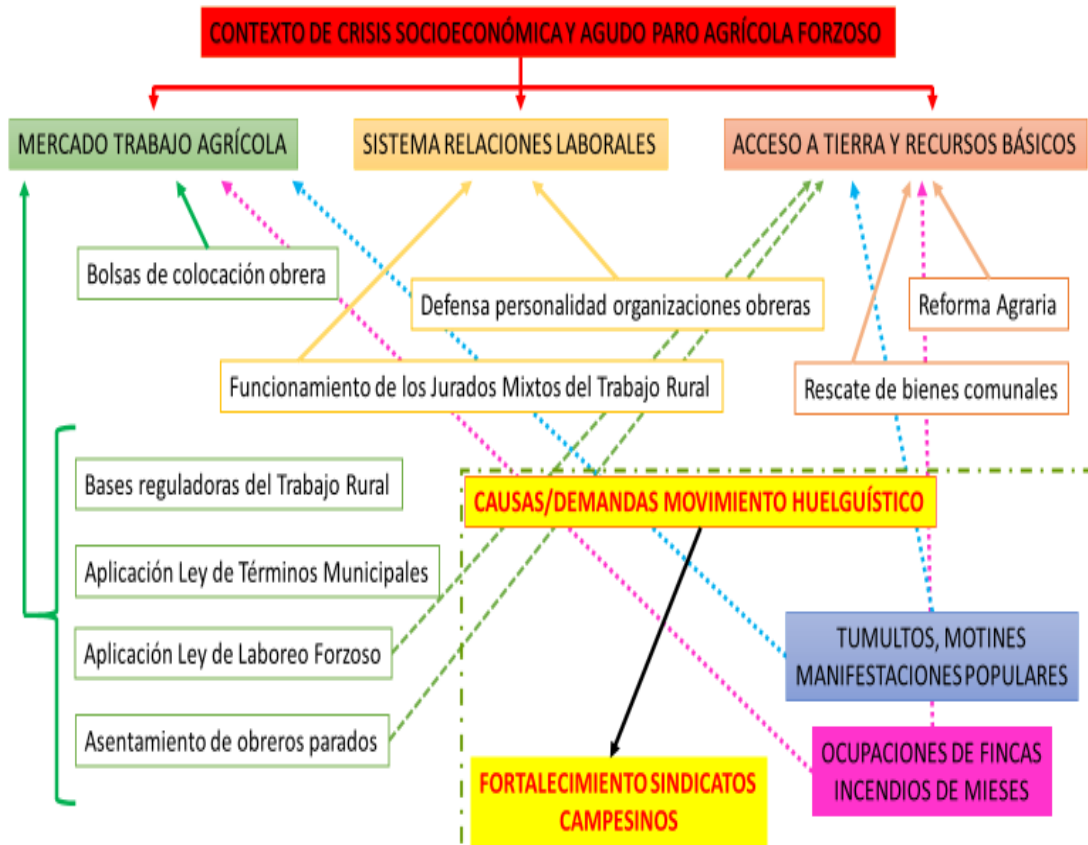 CONTEXTO DE CRISIS SOCIOECONÓMICA Y AGUDO PARO AGRÍCOLA FORZOSO
MERCADO TRABAJO AGRÍCOLA
SISTEMA RELACIONES LABORALES
ACCESO A TIERRA Y RECURSOS BÁSICOS
Bolsas de colocación obrera
Defensa personalidad organizaciones obreras
Reforma Agraria
Funcionamiento de los Jurados Mixtos del Trabajo Rural
Rescate de bienes comunales
Bases reguladoras del Trabajo Rural
CAUSAS/DEMANDAS MOVIMIENTO HUELGUÍSTICO
Aplicación Ley de Términos Municipales
Aplicación Ley de Laboreo Forzoso
TUMULTOS, MOTINES
MANIFESTACIONES POPULARES
Asentamiento de obreros parados
OCUPACIONES DE FINCAS
INCENDIOS DE MIESES
FORTALECIMIENTO SINDICATOS
CAMPESINOS